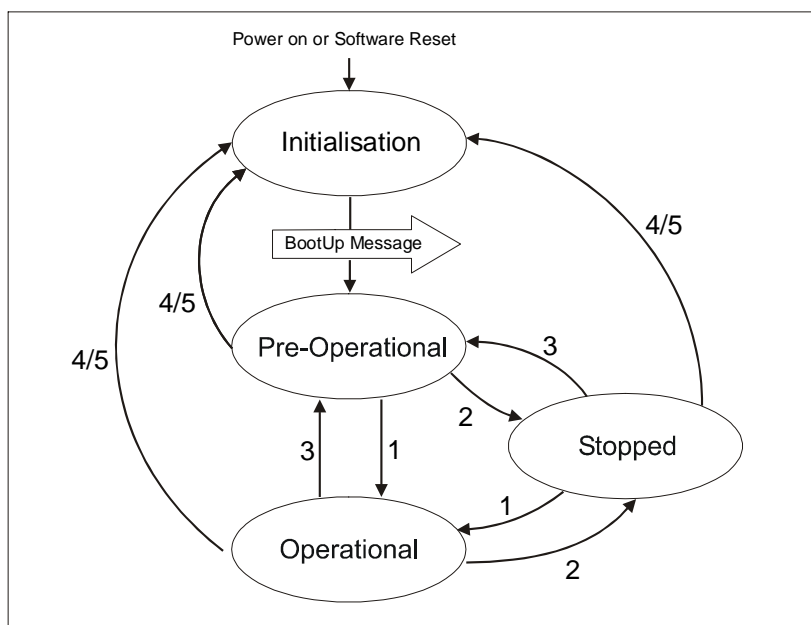 Power on or Software Reset
Initialisation
4/5
BootUp Message
4/5
4/5
Pre-Operational
3
2
3
1
Stopped
1
Operational
2